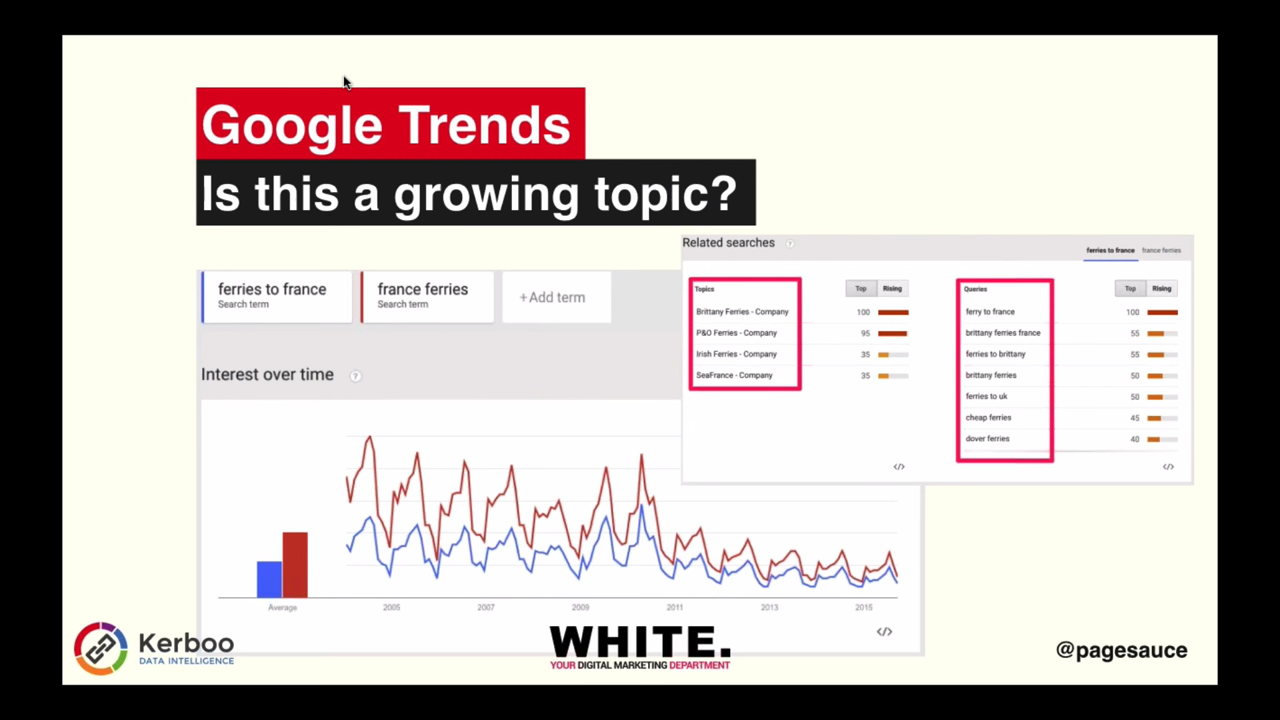 Google Trends
Is this a growing topic?
Related searches ?
ferries to france france ferries
ferries to france
Search term
france ferries
Search term
+Add term
Topics
Top Rising
Brittany Ferries - Company 100
P&O Ferries - Company 95
Irish Ferries - Company 35
SeaFrance - Company 35
</>
Queries
Top Rising
ferry to france 100
brittany ferries france 55
ferries to brittany 55
brittany ferries 50
ferries to uk 50
cheap ferries 45
dover ferries 40
</>
Interest over time ?
Average 2005 2007 2009 2011 2013 2015
</>
Kerboo
DATA INTELLIGENCE
WHITE.
YOUR DIGITAL MARKETING DEPARTMENT
@pagesauce